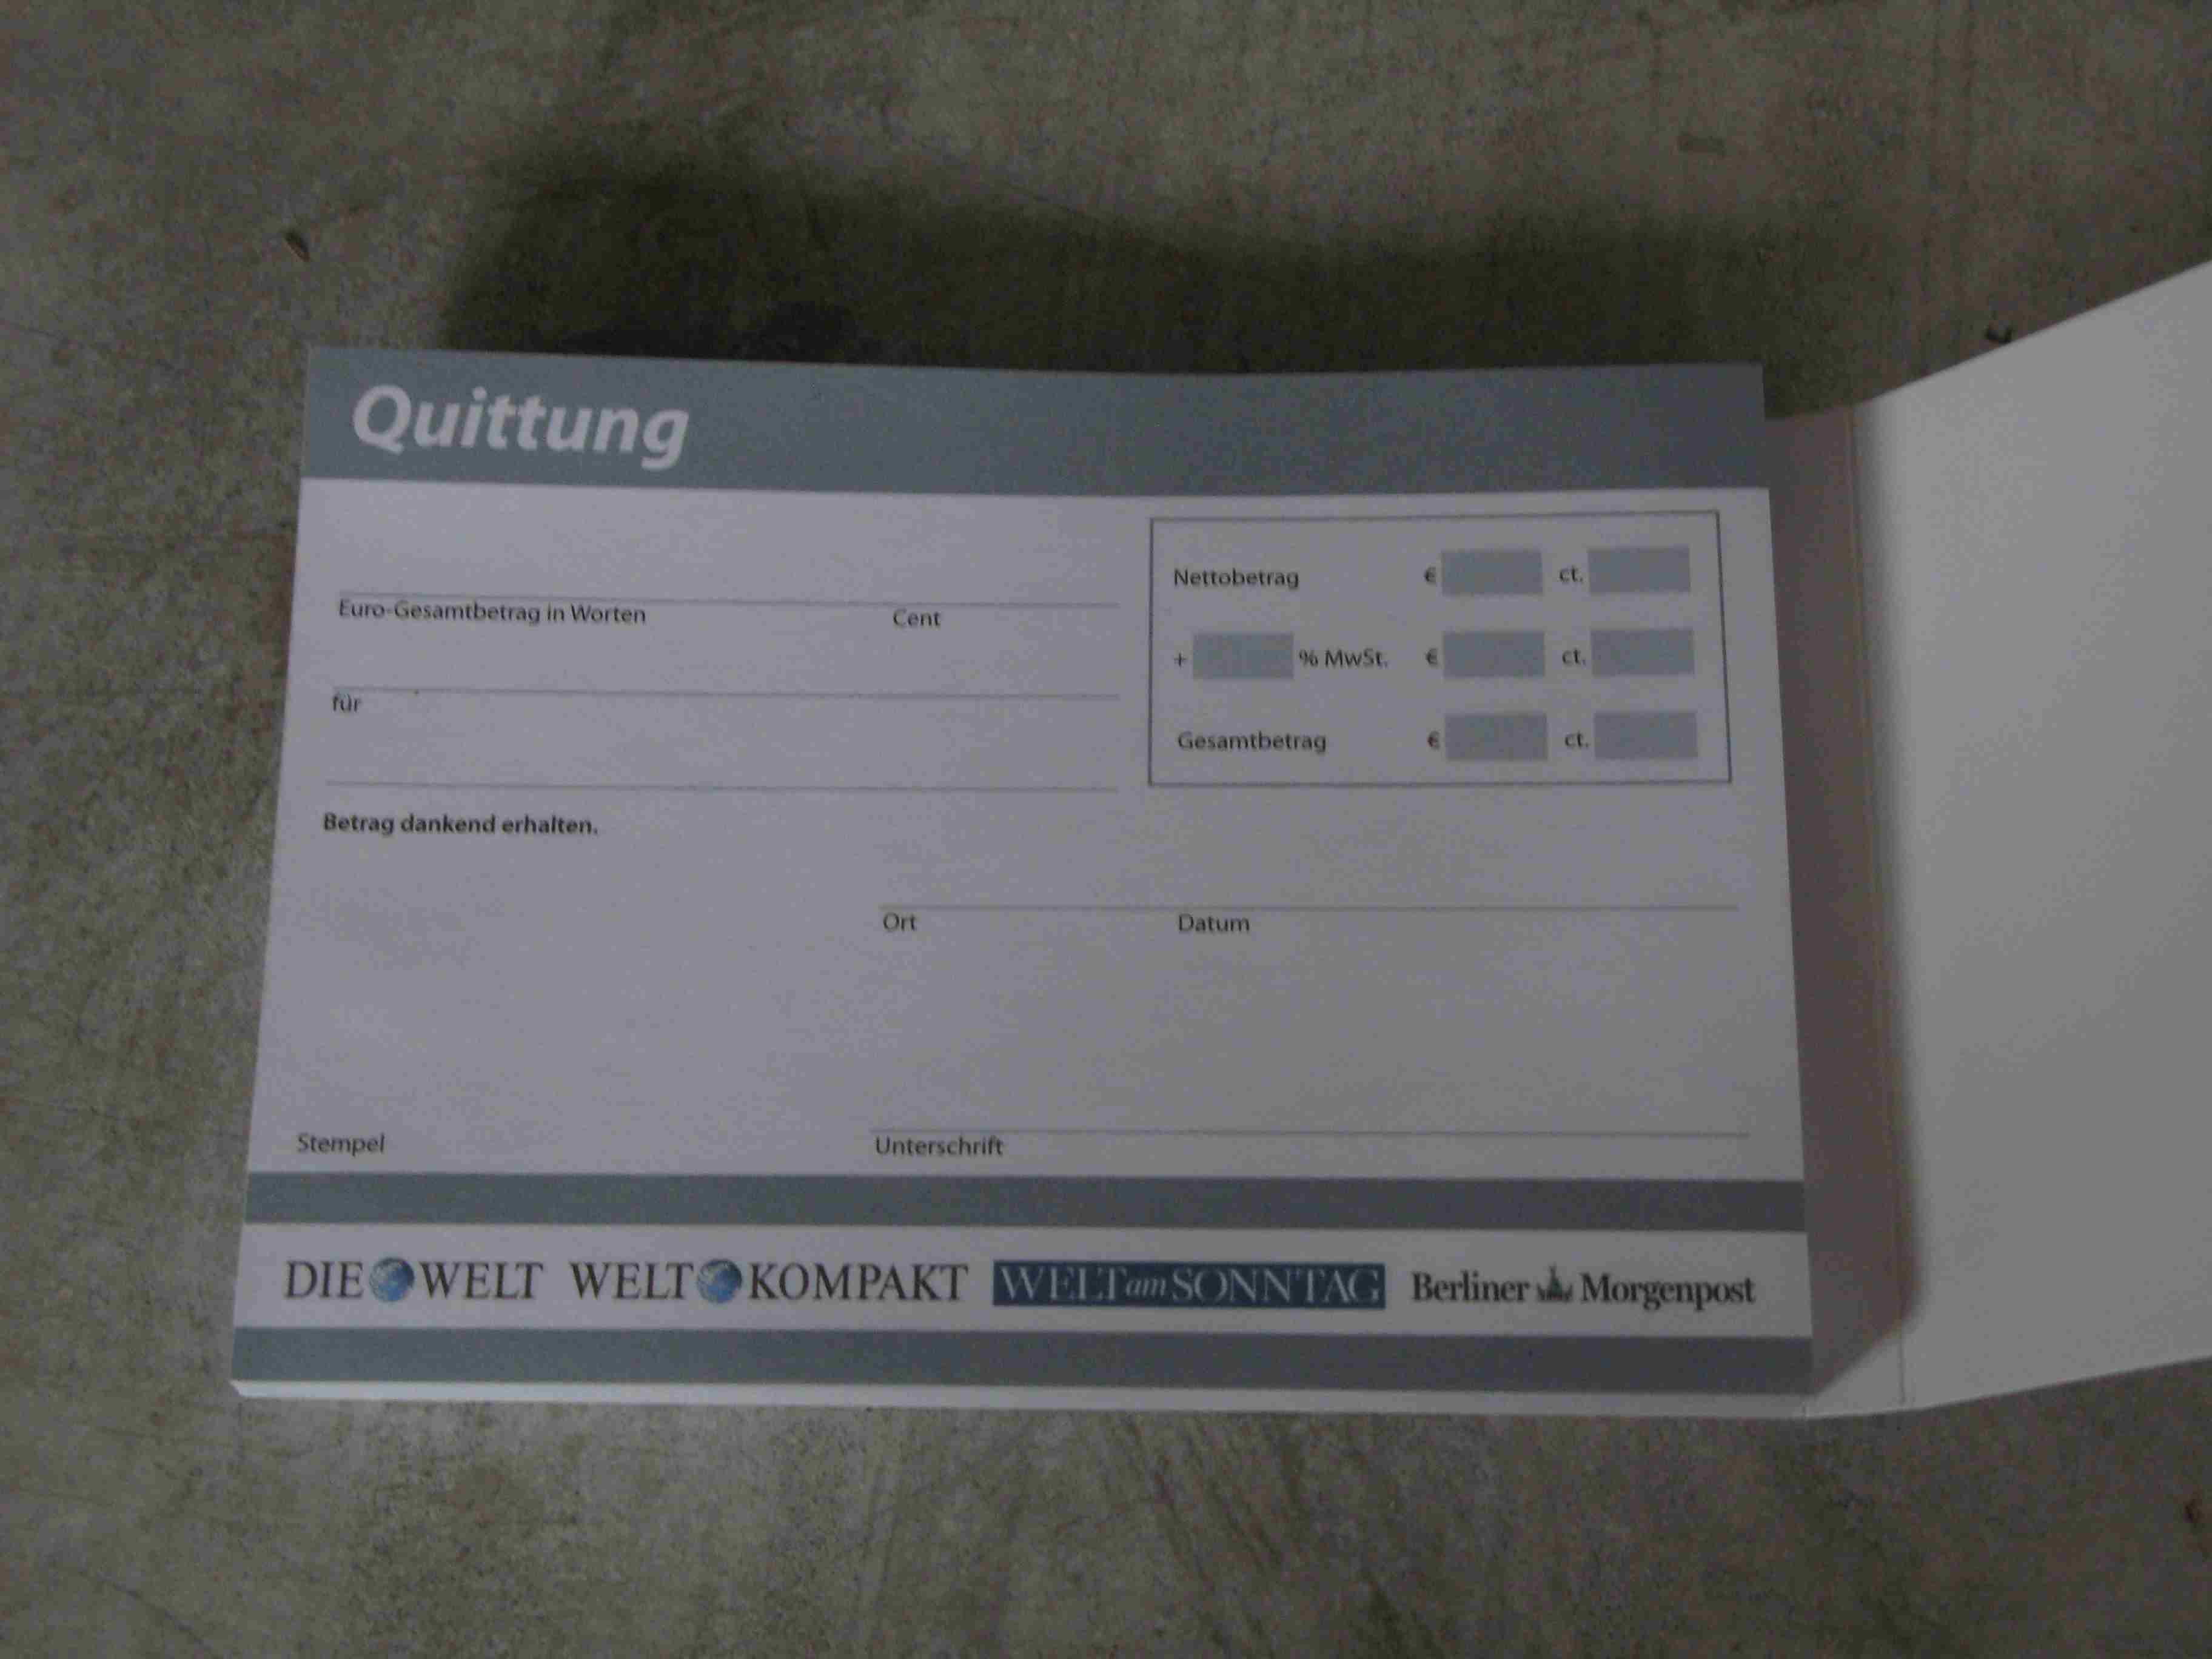 Quittung
Nettobetrag € ct.
Euro-Gesamtbetrag in Worten Cent
+ % MwSt. € ct.
für
Gesamtbetrag € ct.
Betrag dankend erhalten.
Ort Datum
Stempel Unterschrift
DIE WELT WELT KOMPAKT WELT am SONNTAG Berliner Morgenpost